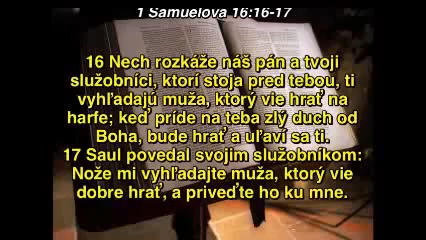 1 Samuelova 16:16-17
16 Nech rozkáže náš pán a tvoji
služobníci, ktorí stoja pred tebou, ti
vyhľadajú muža, ktorý vie hrať na
harfe; keď príde na teba zlý duch od
Boha, bude hrať a uľaví sa ti.
17 Saul povedal svojim služobníkom:
Nože mi vyhľadajte muža, ktorý vie
dobre hrať, a priveďte ho ku mne.